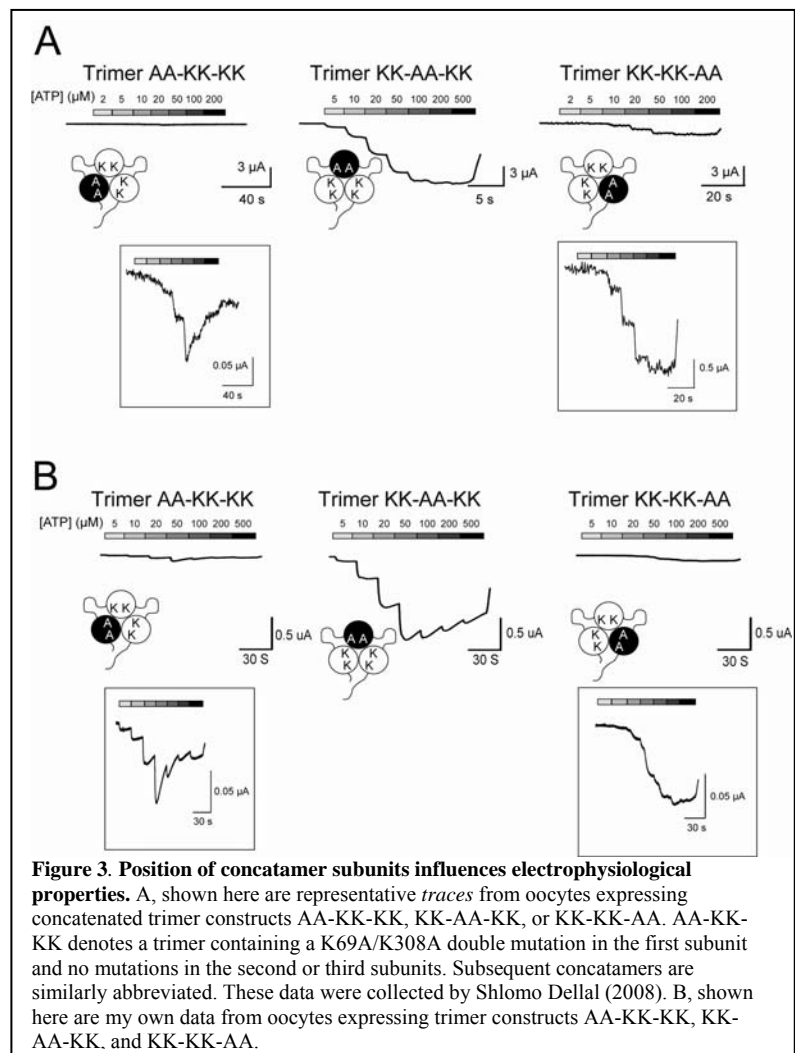 A
Trimer AA-KK-KK
Trimer KK-AA-KK
Trimer KK-KK-AA
[ATP] (µM)
2 5 10 20 50 100 200
5 10 20 50 100 200 500
2 5 10 20 50 100 200
K K
A A
K K
3 µA
40 s
A A
K K
K K
3 µA
5 s
K K
K K
A A
3 µA
20 s
0.05 µA
40 s
0.5 µA
20 s
B
Trimer AA-KK-KK
Trimer KK-AA-KK
Trimer KK-KK-AA
[ATP] (µM)
5 10 20 50 100 200 500
5 10 20 50 100 200 500
5 10 20 50 100 200 500
K K
A A
K K
0.5 uA
30 S
A A
K K
K K
0.5 uA
30 S
K K
K K
A A
0.5 uA
30 S
0.05 µA
30 s
0.05 µA
30 s
Figure 3. Position of concatamer subunits influences electrophysiological
properties. A, shown here are representative traces from oocytes expressing
concatenated trimer constructs AA-KK-KK, KK-AA-KK, or KK-KK-AA. AA-KK-
KK denotes a trimer containing a K69A/K308A double mutation in the first subunit
and no mutations in the second or third subunits. Subsequent concatamers are
similarly abbreviated. These data were collected by Shlomo Dellal (2008). B, shown
here are my own data from oocytes expressing trimer constructs AA-KK-KK, KK-
AA-KK, and KK-KK-AA.